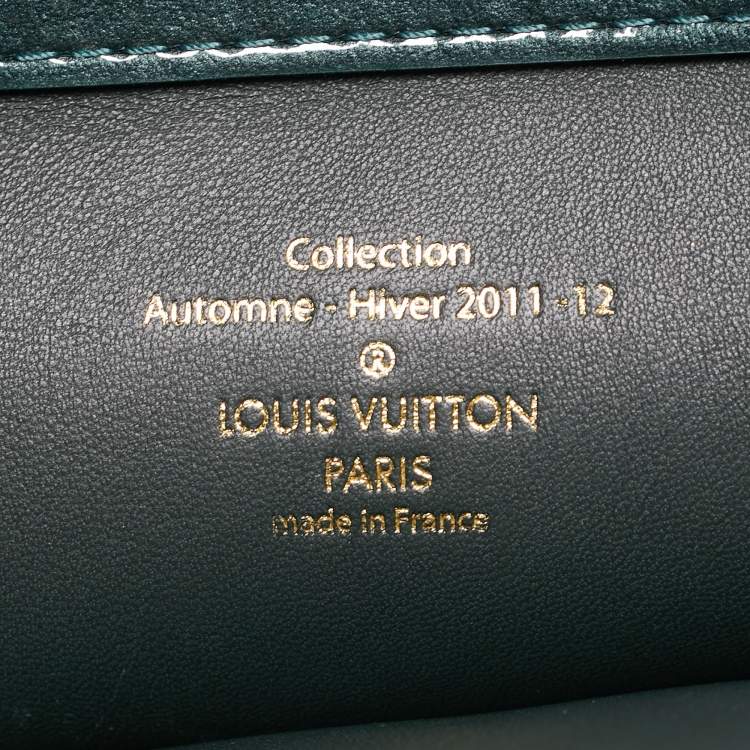 Collection
Automne - Hiver 2011 -12
®
LOUIS VUITTON
PARIS
made in France